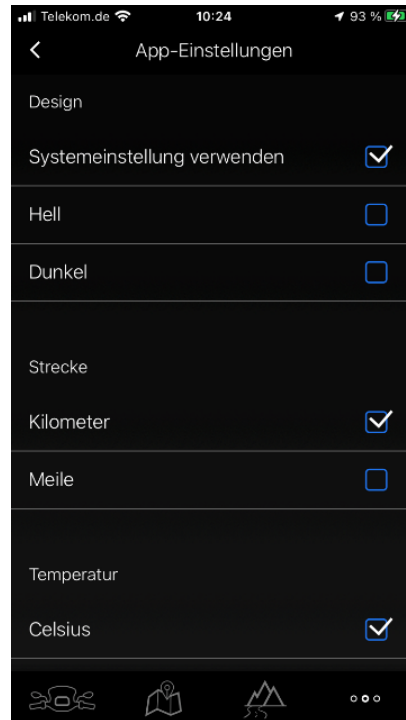 Telekom.de 10:24 93 %
App-Einstellungen
Design
Systemeinstellung verwenden
Hell
Dunkel
Strecke
Kilometer
Meile
Temperatur
Celsius